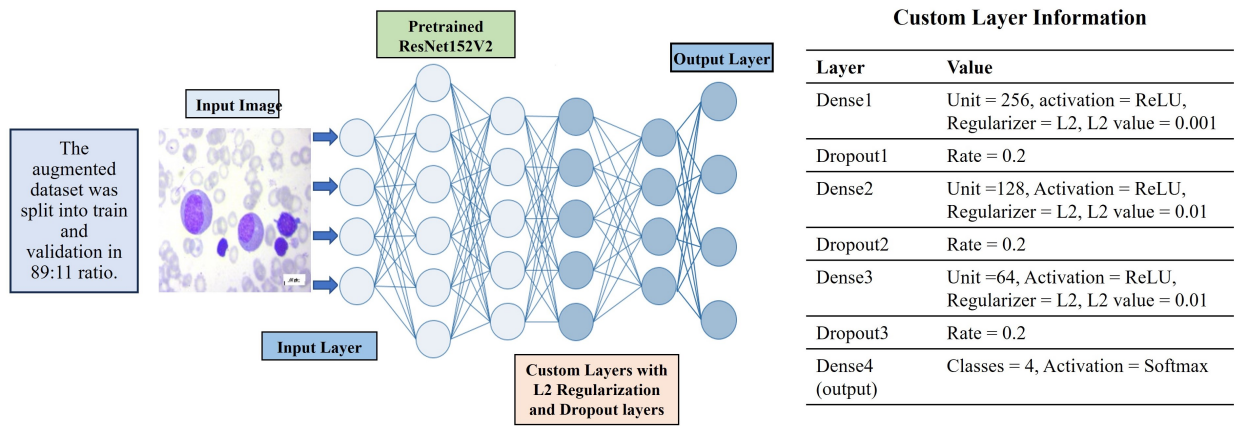 Pretrained
ResNet152V2
Output Layer
Input Image
The
augmented
dataset was
split into train
and
validation in
89:11 ratio.
Input Layer
Custom Layers with
L2 Regularization
and Dropout layers
Custom Layer Information
Layer Value
Dense1 Unit = 256, activation = ReLU,
Regularizer = L2, L2 value = 0.001
Dropout1 Rate = 0.2
Dense2 Unit =128, Activation = ReLU,
Regularizer = L2, L2 value = 0.01
Dropout2 Rate = 0.2
Dense3 Unit =64, Activation = ReLU,
Regularizer = L2, L2 value = 0.01
Dropout3 Rate = 0.2
Dense4 Classes = 4, Activation = Softmax
(output)